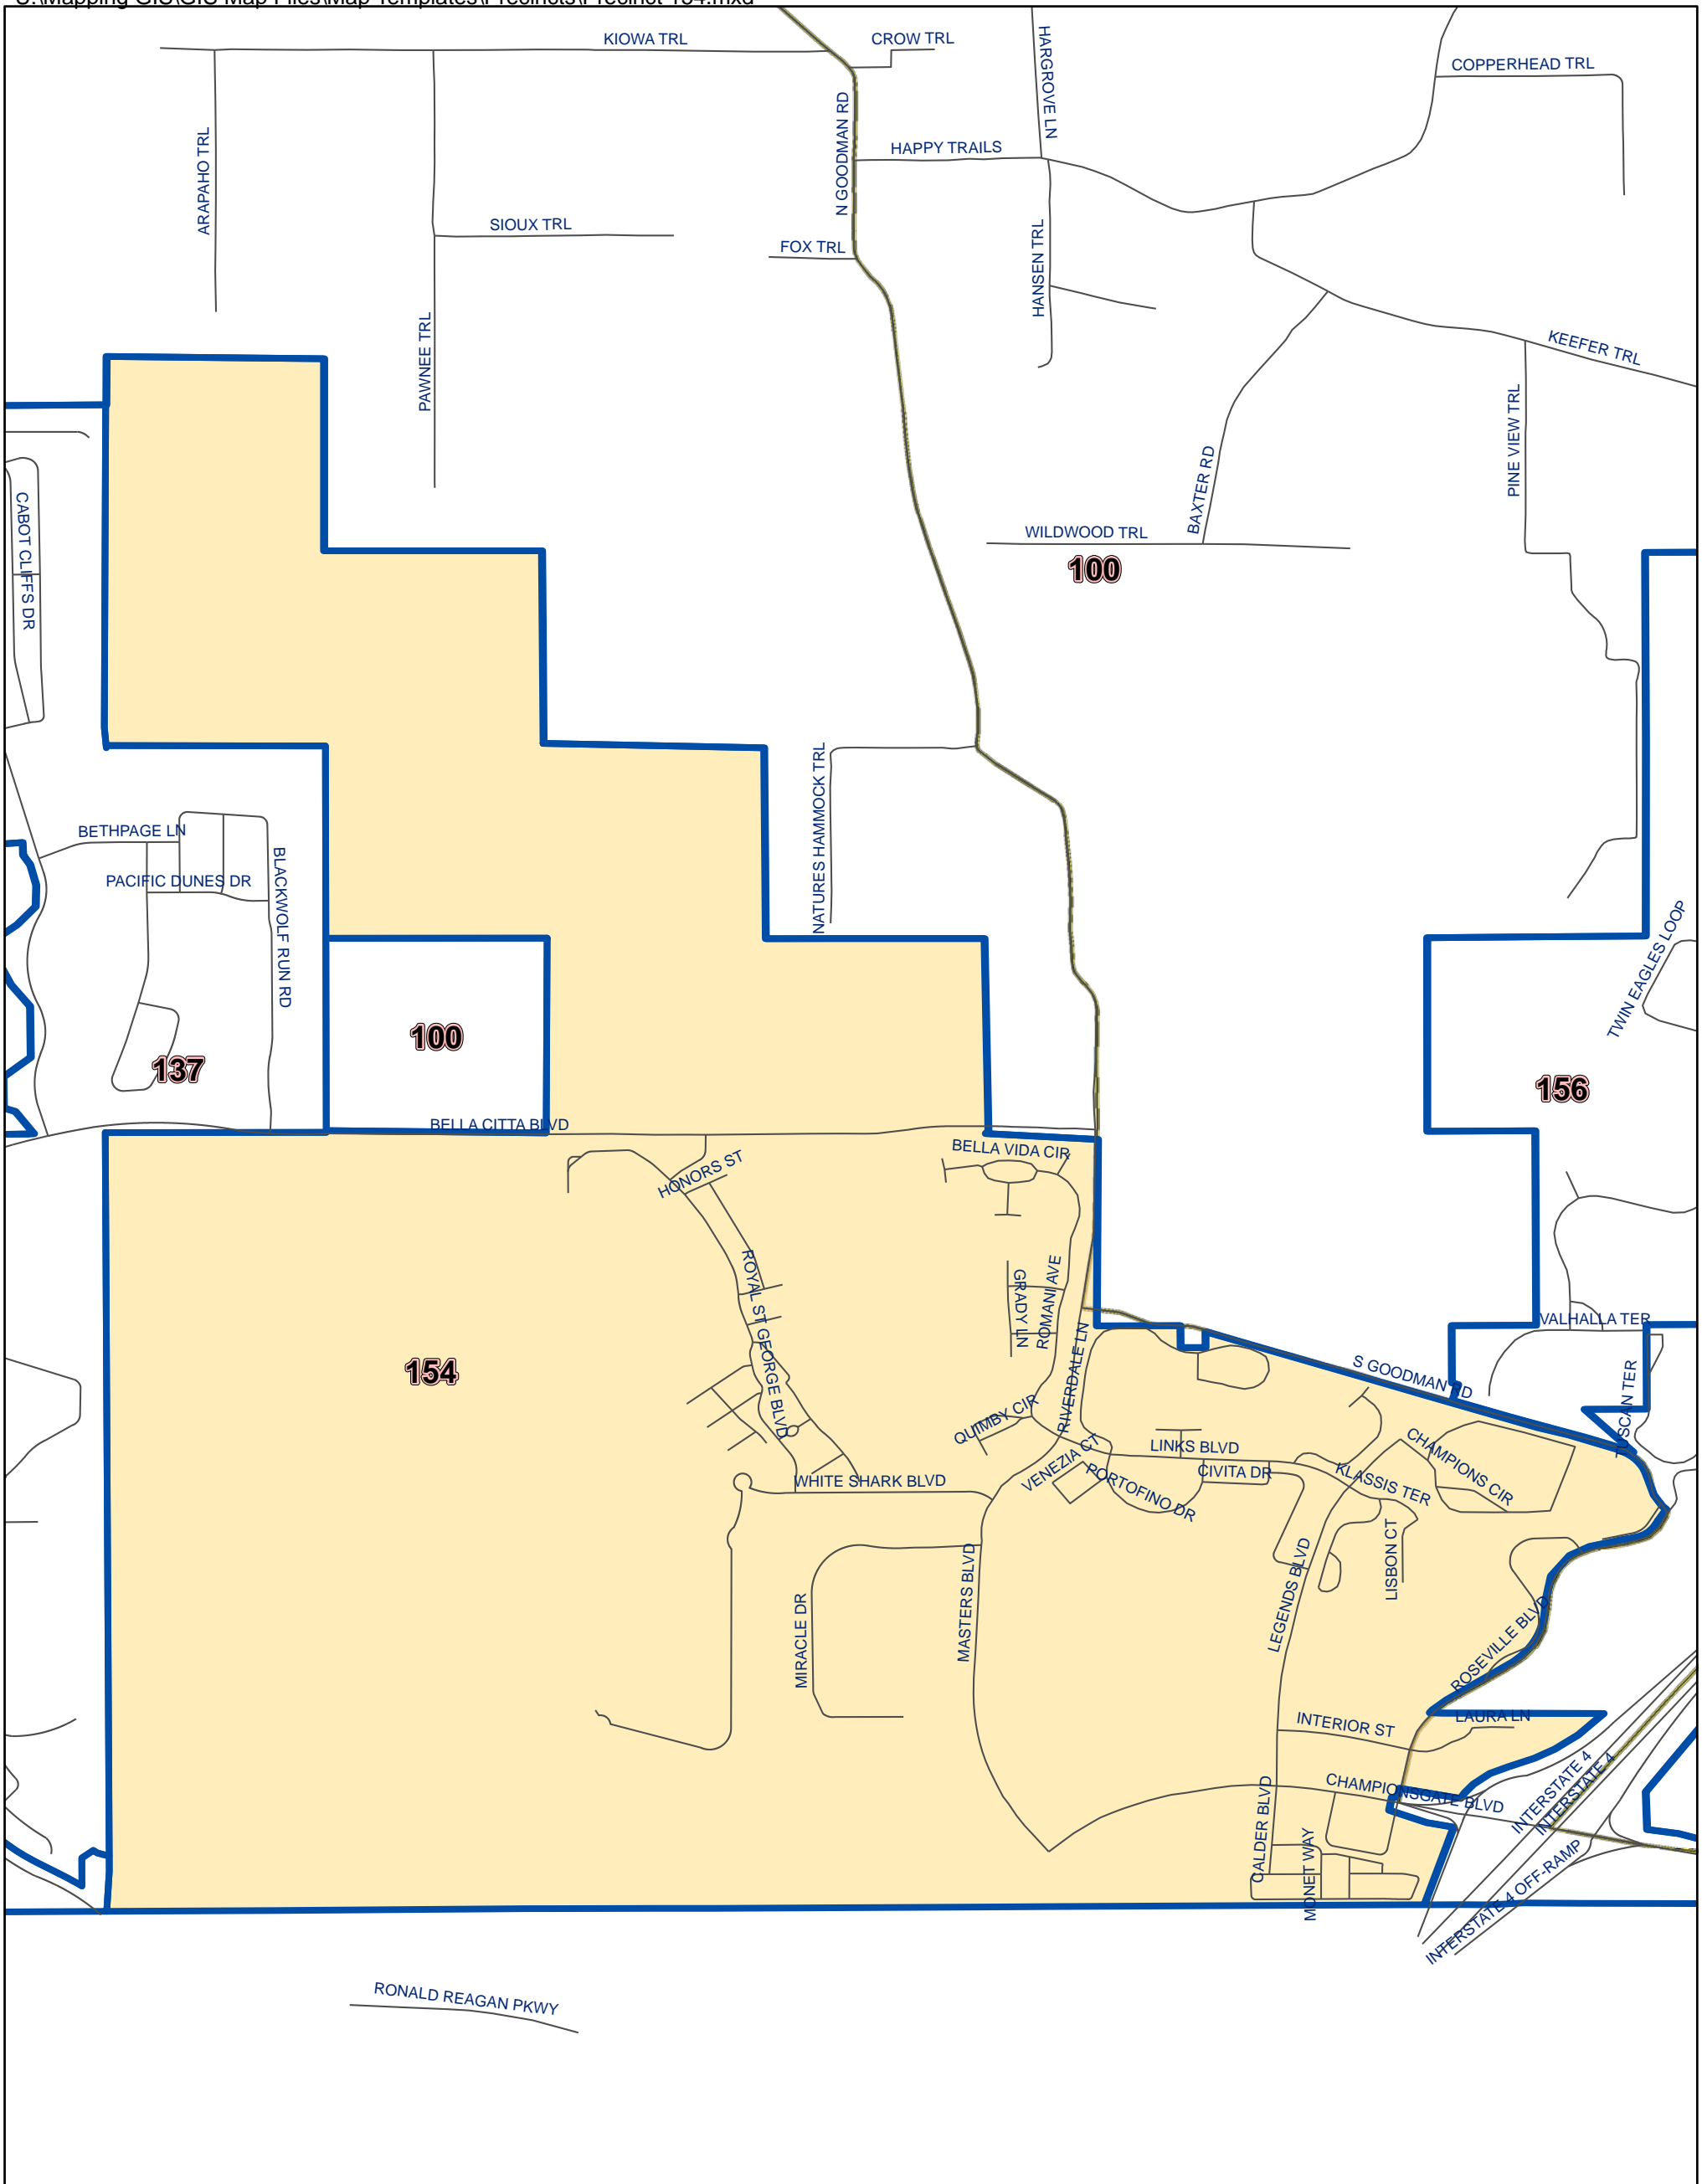 KIOWA TRL
CROW TRL
HARGROVE LN
COPPERHEAD TRL
ARAPAHO TRL
N GOODMAN RD
HAPPY TRAILS
SIOUX TRL
FOX TRL
HANSEN TRL
PAWNEE TRL
KEEFER TRL
PINE VIEW TRL
BAXTER RD
CABOT CLIFFS DR
WILDWOOD TRL
100
NATURES HAMMOCK TRL
BETHPAGE LN
PACIFIC DUNES DR
BLACKWOLF RUN RD
TWIN EAGLES LOOP
100
137
156
BELLA CITTA BLVD
BELLA VIDA CIR
HONORS ST
ROYAL ST GEORGE BLVD
GRADY LN
ROMANI AVE
RIVERDALE LN
VALHALLA TER
154
S GOODMAN RD
TUSCAN TER
QUIMBY CIR
VENEZIA CT
LINKS BLVD
CHAMPIONS CIR
CIVITA DR
PORTOFINO DR
KLASSIS TER
WHITE SHARK BLVD
LISBON CT
MASTERS BLVD
LEGENDS BLVD
MIRACLE DR
ROSEVILLE BLVD
LAURA LN
INTERIOR ST
CHAMPIONSGATE BLVD
INTERSTATE 4
INTERSTATE 4
CALDER BLVD
MONET WAY
INTERSTATE 4 OFF-RAMP
RONALD REAGAN PKWY